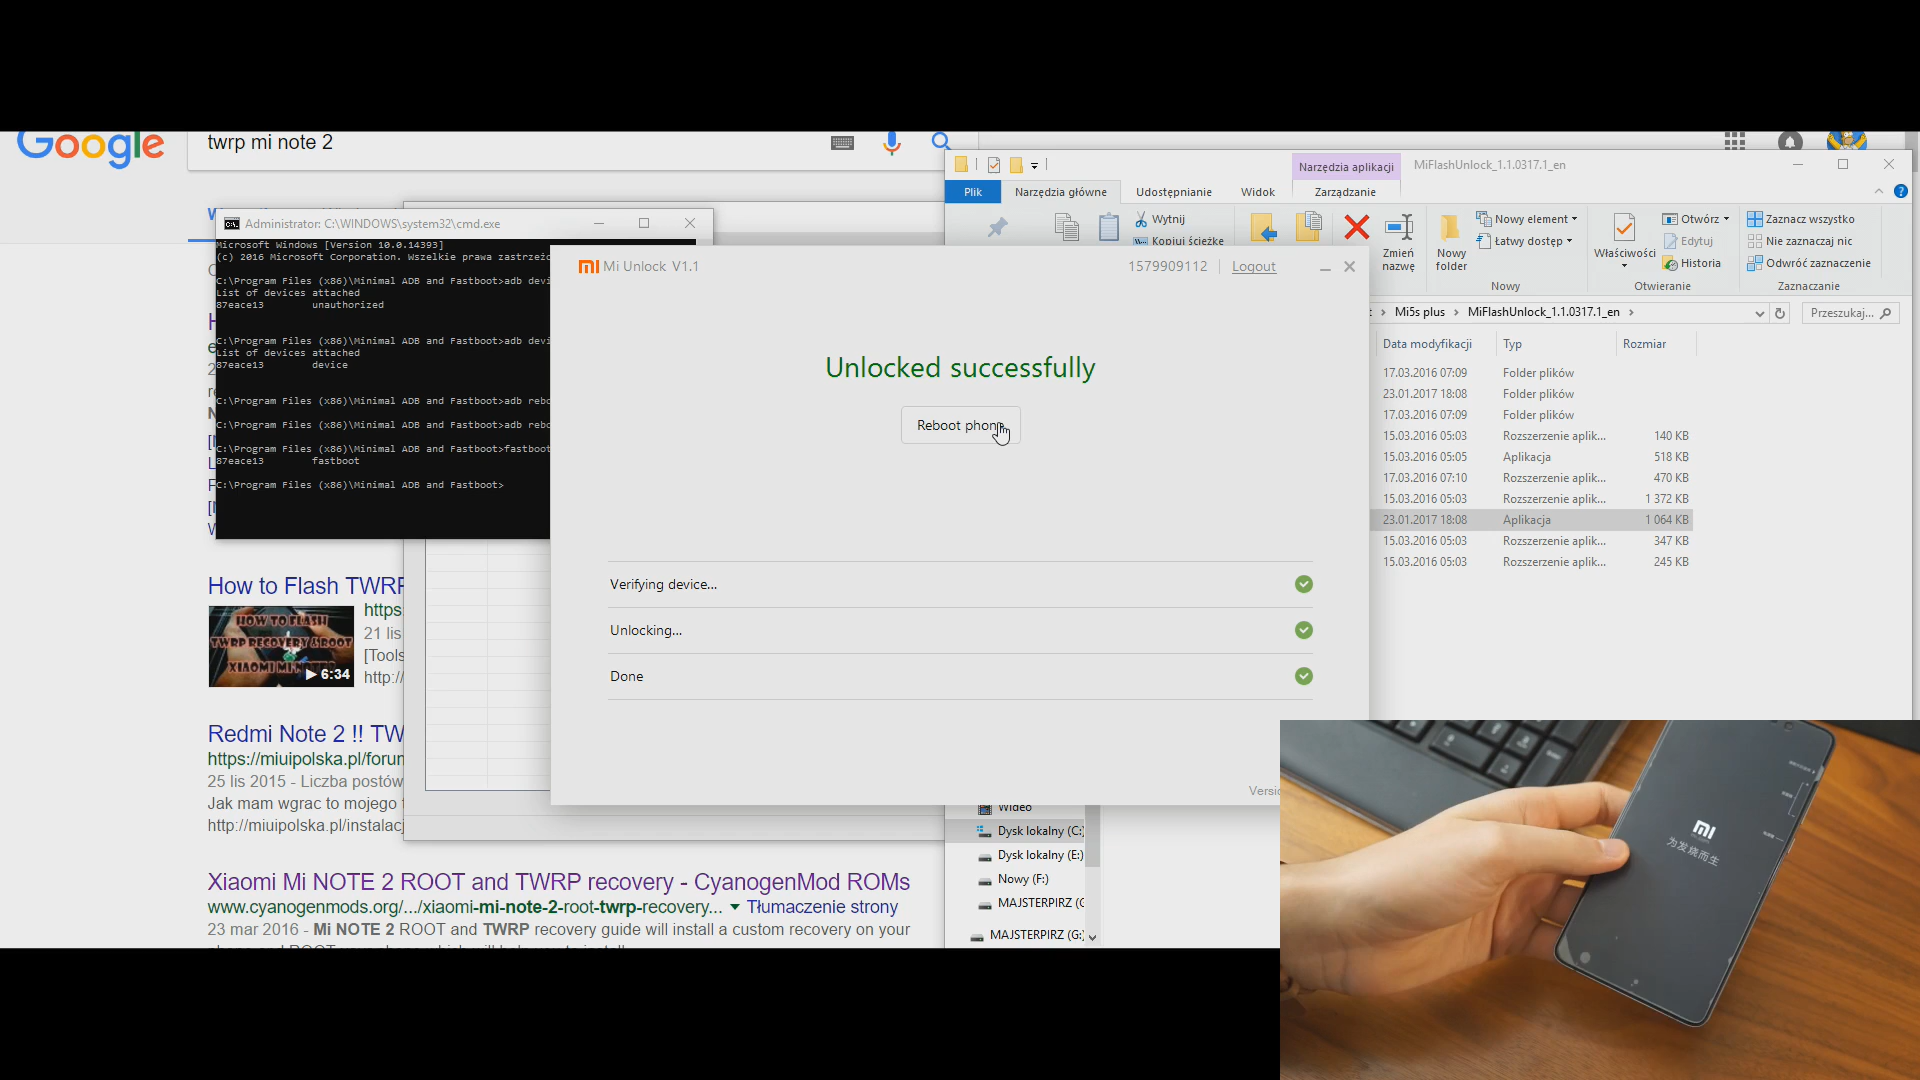 Google
twrp mi note 2
Narzędzia aplikacji
MiFlashUnlock_1.1.0317.1_en
Plik
Narzędzia główne
Udostępnianie
Widok
Zarządzanie
Wytnij
Kopiuj ścieżkę
Zmień
nazwę
Nowy
folder
Nowy element
Łatwy dostęp
Nowy
Właściwości
Otwórz
Edytuj
Historia
Otwieranie
Zaznacz wszystko
Nie zaznaczaj nic
Odwróć zaznaczenie
Zaznaczanie
Mi5s plus
MiFlashUnlock_1.1.0317.1_en
Przeszukaj...
Data modyfikacji Typ Rozmiar
17.03.2016 07:09 Folder plików
23.01.2017 18:08 Folder plików
17.03.2016 07:09 Folder plików
15.03.2016 05:03 Rozszerzenie aplik... 140 KB
15.03.2016 05:05 Aplikacja 518 KB
17.03.2016 07:10 Rozszerzenie aplik... 470 KB
15.03.2016 05:03 Rozszerzenie aplik... 1 372 KB
23.01.2017 18:08 Aplikacja 1 064 KB
15.03.2016 05:03 Rozszerzenie aplik... 347 KB
15.03.2016 05:03 Rozszerzenie aplik... 245 KB
Administrator: C:\WINDOWS\system32\cmd.exe
Microsoft Windows [Version 10.0.14393]
(c) 2016 Microsoft Corporation. Wszelkie prawa zastrzeżo
C:\Program Files (x86)\Minimal ADB and Fastboot>adb devi
List of devices attached
87eace13 unauthorized
C:\Program Files (x86)\Minimal ADB and Fastboot>adb devi
List of devices attached
87eace13 device
C:\Program Files (x86)\Minimal ADB and Fastboot>adb rebo
C:\Program Files (x86)\Minimal ADB and Fastboot>adb rebo
C:\Program Files (x86)\Minimal ADB and Fastboot>fastboot
87eace13 fastboot
C:\Program Files (x86)\Minimal ADB and Fastboot>
Mi Unlock V1.1
1579909112
Logout
Unlocked successfully
Reboot phone
Verifying device...
Unlocking...
Done
How to Flash TWRP
https
21 lis
[Tools
http://
HOW TO FLASH
TWRP RECOVERY & ROOT
XIAOMI MI NOTE 2
6:34
Redmi Note 2 !! TW
https://miuipolska.pl/forun
25 lis 2015 - Liczba postów
Jak mam wgrac to mojego
http://miuipolska.pl/instalacj
Xiaomi Mi NOTE 2 ROOT and TWRP recovery - CyanogenMod ROMs
www.cyanogenmods.org/.../xiaomi-mi-note-2-root-twrp-recovery... Tłumaczenie strony
23 mar 2016 - Mi NOTE 2 ROOT and TWRP recovery guide will install a custom recovery on your
Wideo
Dysk lokalny (C:)
Dysk lokalny (E:)
Nowy (F:)
MAJSTERPIRZ (G
MAJSTERPIRZ (G:)
mi
为发烧而生